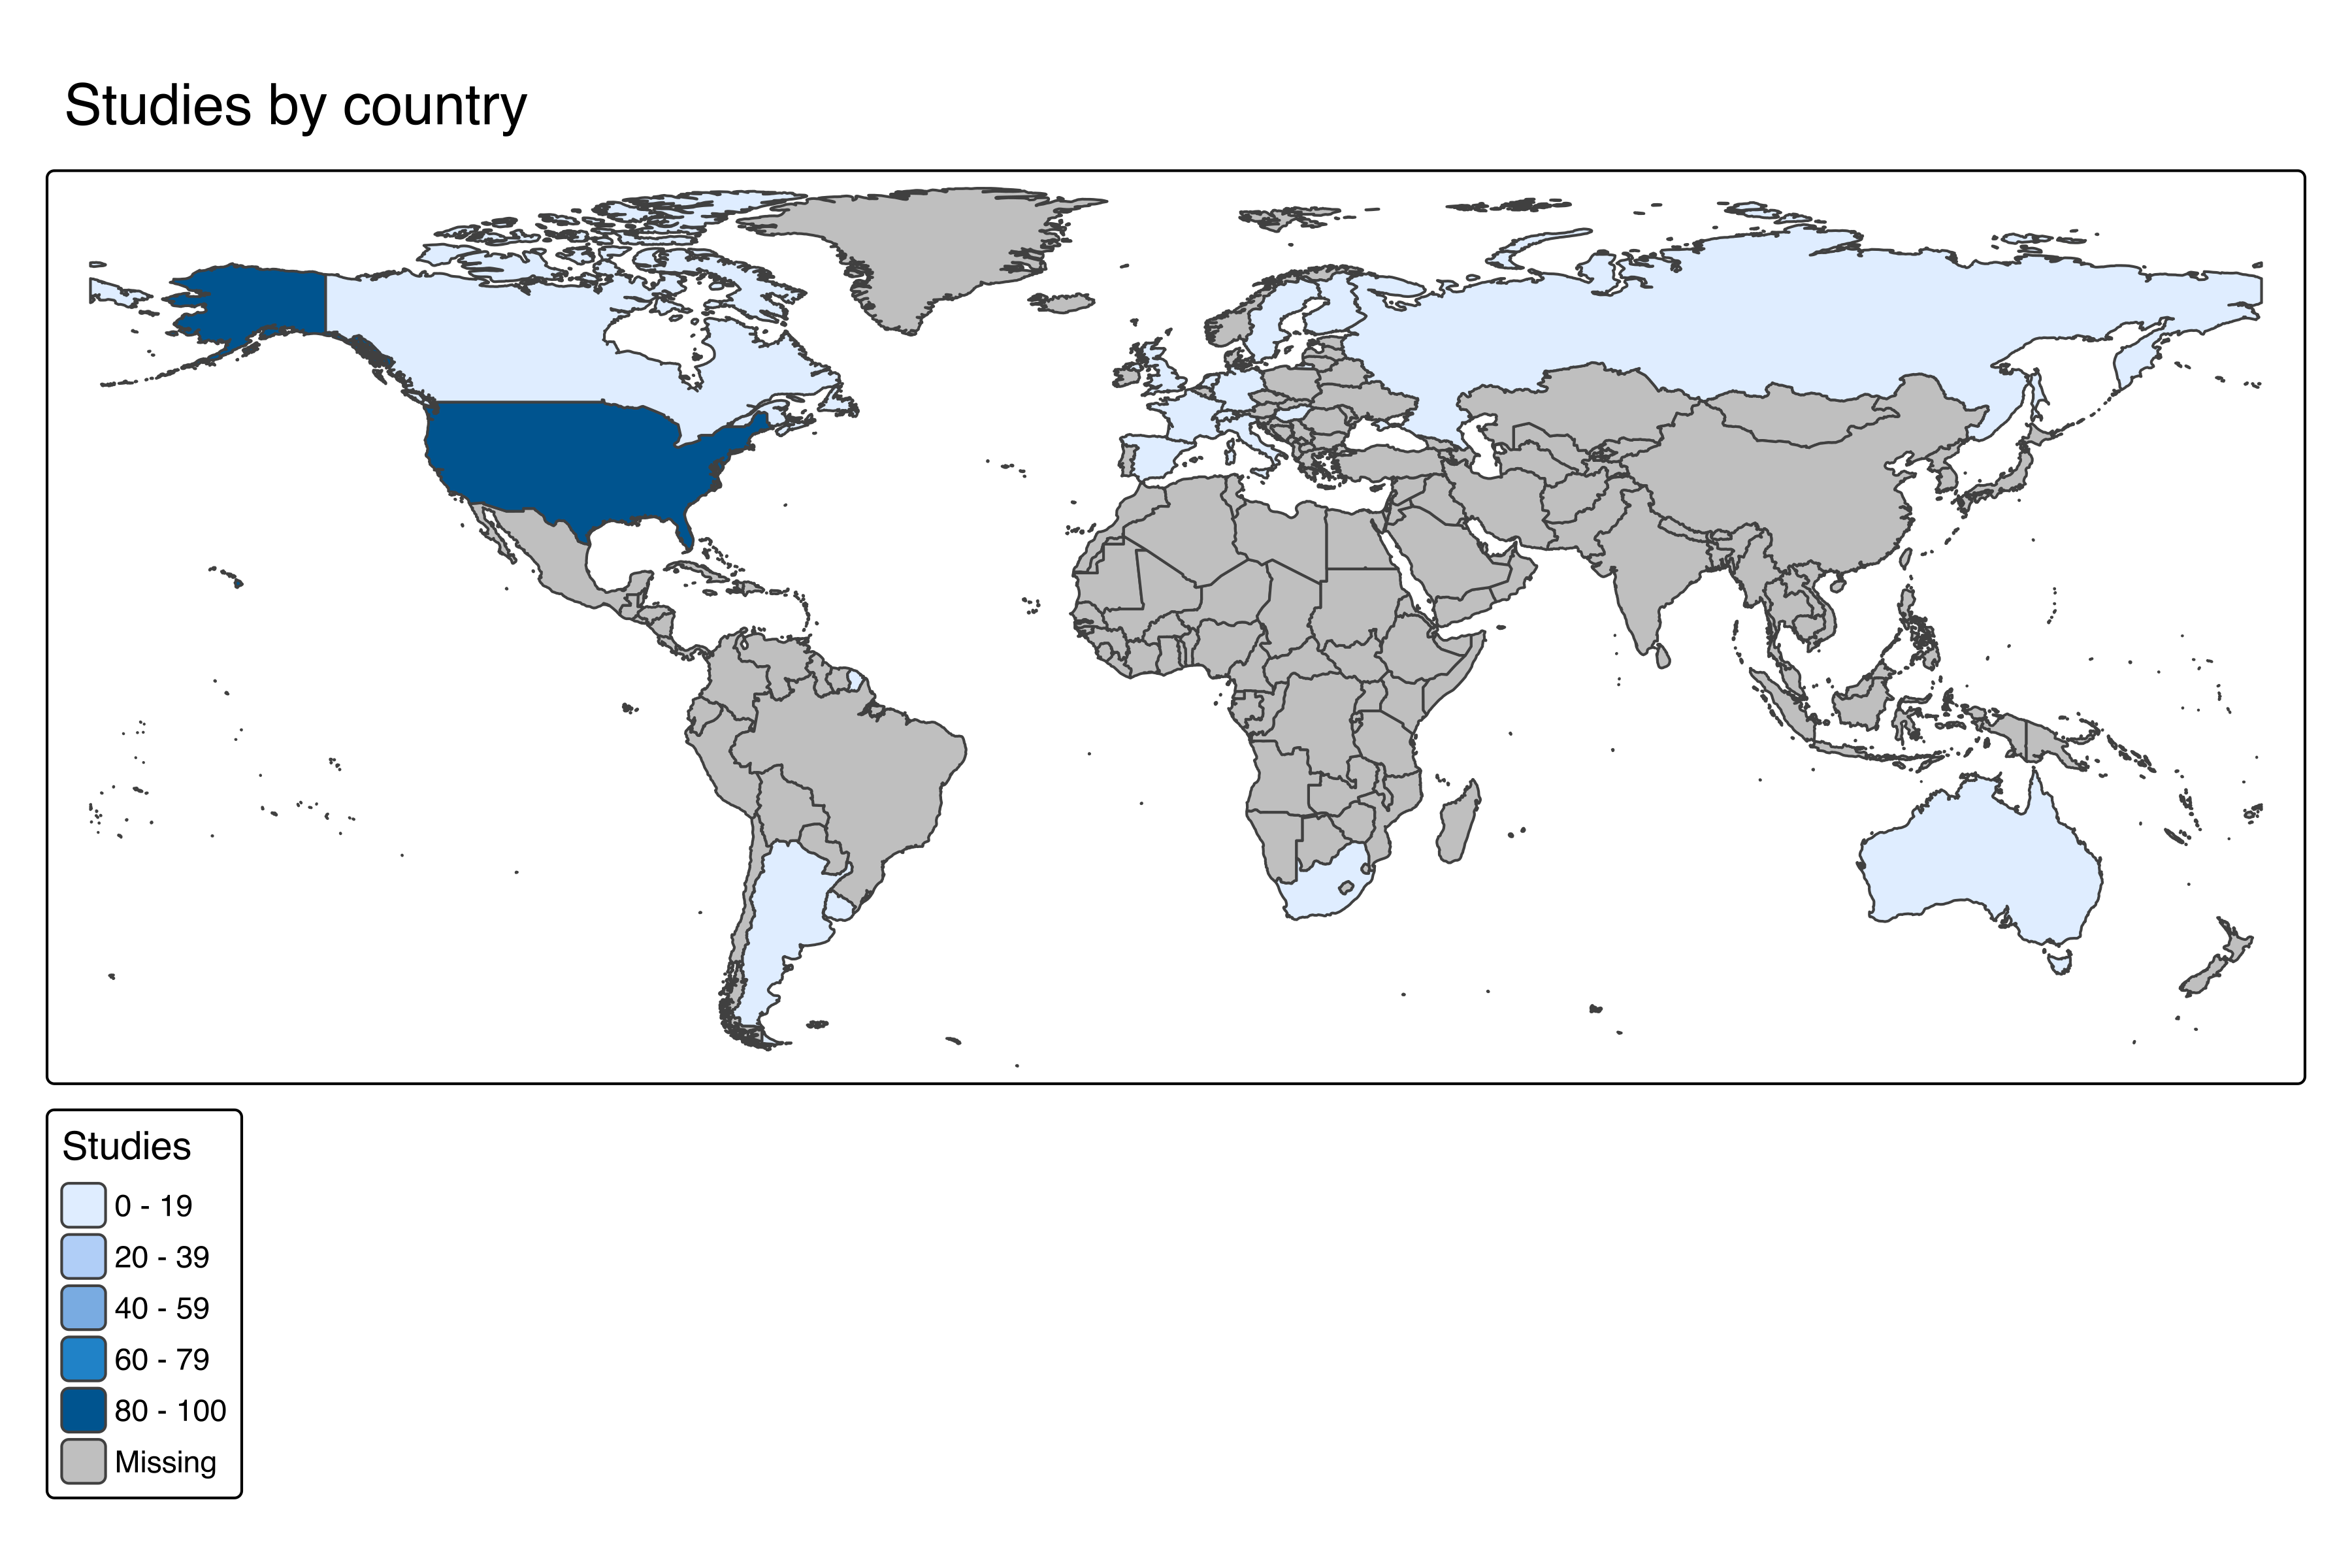 Studies by country
Studies
0 - 19
20 - 39
40 - 59
60 - 79
80 - 100
Missing